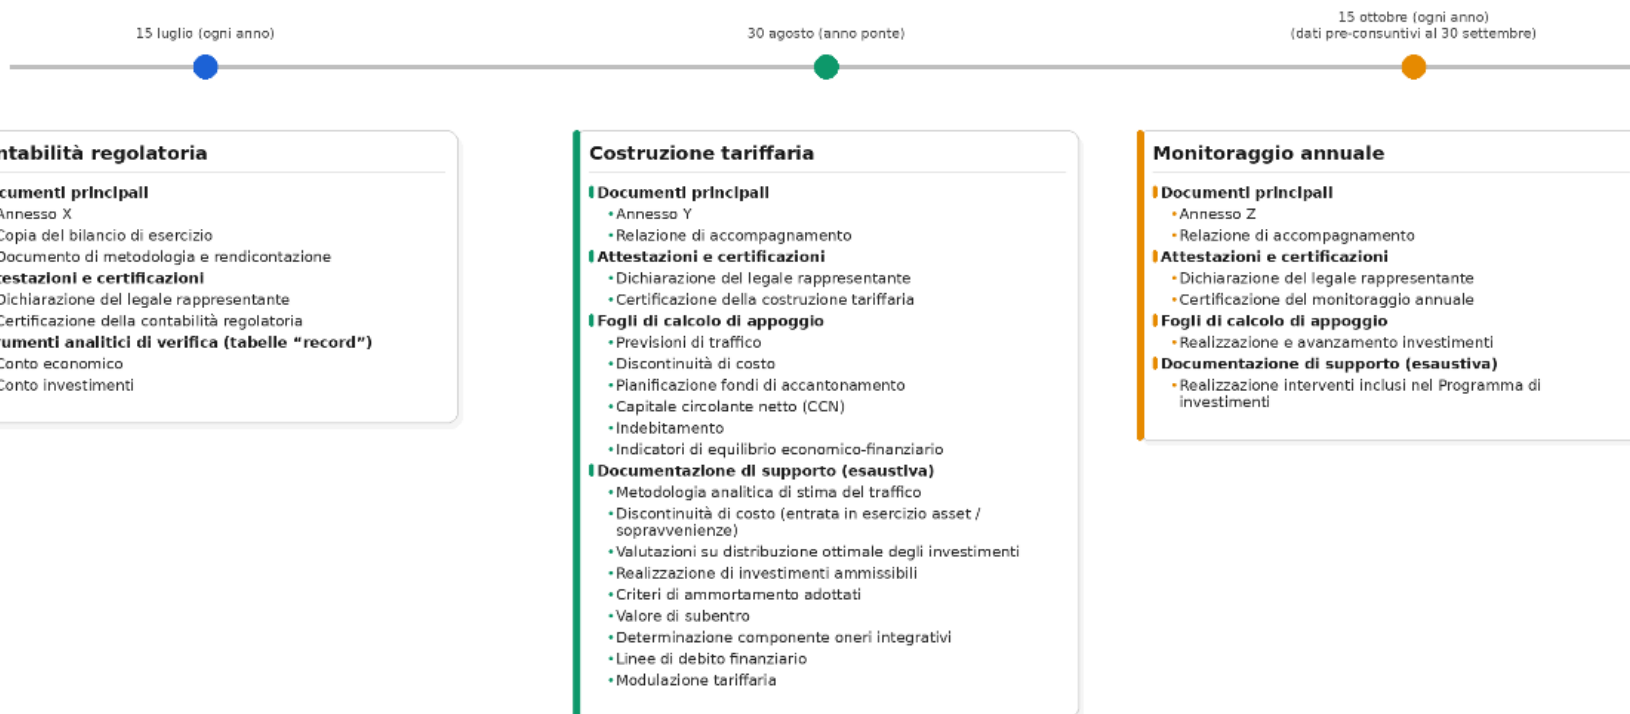 15 luglio (ogni anno)
30 agosto (anno ponte)
15 ottobre (ogni anno)
(dati pre-consuntivi al 30 settembre)
ntabilità regolatoria
cumenti principali
Annesso X
Copia del bilancio di esercizio
Documento di metodologia e rendicontazione
testazioni e certificazioni
Dichiarazione del legale rappresentante
Certificazione della contabilità regolatoria
rumenti analitici di verifica (tabelle “record”)
Conto economico
Conto investimenti
Costruzione tariffaria
Documenti principali
• Annesso Y
• Relazione di accompagnamento
Attestazioni e certificazioni
• Dichiarazione del legale rappresentante
• Certificazione della costruzione tariffaria
Fogli di calcolo di appoggio
• Previsioni di traffico
• Discontinuità di costo
• Pianificazione fondi di accantonamento
• Capitale circolante netto (CCN)
• Indebitamento
• Indicatori di equilibrio economico-finanziario
Documentazione di supporto (esaustiva)
• Metodologia analitica di stima del traffico
• Discontinuità di costo (entrata in esercizio asset /
sopravvenienze)
• Valutazioni su distribuzione ottimale degli investimenti
• Realizzazione di investimenti ammissibili
• Criteri di ammortamento adottati
• Valore di subentro
• Determinazione componente oneri integrativi
• Linee di debito finanziario
• Modulazione tariffaria
Monitoraggio annuale
Documenti principali
• Annesso Z
• Relazione di accompagnamento
Attestazioni e certificazioni
• Dichiarazione del legale rappresentante
• Certificazione del monitoraggio annuale
Fogli di calcolo di appoggio
• Realizzazione e avanzamento investimenti
Documentazione di supporto (esaustiva)
• Realizzazione interventi inclusi nel Programma di
investimenti